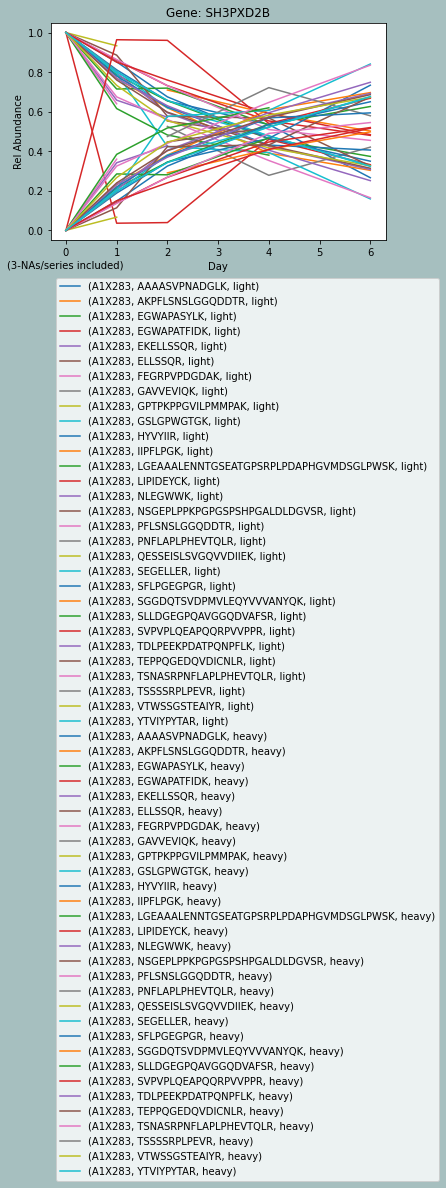 Gene: SH3PXD2B
1.0
0.8
0.6
0.4
0.2
0.0
Rel Abundance
0 1 2 3 4 5 6
(3-NAs/series included)
Day
(A1X283, AAAASVPNADGLK, light)
(A1X283, AKPFLSNSLGGQDDTR, light)
(A1X283, EGWAPASYLK, light)
(A1X283, EGWAPATFIDK, light)
(A1X283, EKELLSSQR, light)
(A1X283, ELLSSQR, light)
(A1X283, FEGRPVPDGDAK, light)
(A1X283, GAVVEVIQK, light)
(A1X283, GPTPKPPGVILPMMPAK, light)
(A1X283, GSLGPWGTGK, light)
(A1X283, HYVYIIR, light)
(A1X283, IIPFLPGK, light)
(A1X283, LGEAAALENNTGSEATGPSRPLPDAPHGVMDSGLPWSK, light)
(A1X283, LIPIDEYCK, light)
(A1X283, NLEGWWK, light)
(A1X283, NSGEPLPPKPGPGSPSHPGALDLDGVSR, light)
(A1X283, PFLSNSLGGQDDTR, light)
(A1X283, PNFLAPLPHEVTQLR, light)
(A1X283, QESSEISLSVGQVVDIIEK, light)
(A1X283, SEGELLER, light)
(A1X283, SFLPGEGPGR, light)
(A1X283, SGGDQTSVDPMVLEQYVVVANYQK, light)
(A1X283, SLLDGEGPQAVGGQDVAFSR, light)
(A1X283, SVPVPLQEAPQQRPVVPPR, light)
(A1X283, TDLPEEKPDATPQNPFLK, light)
(A1X283, TEPPQGEDQVDICNLR, light)
(A1X283, TSNASRPNFLAPLPHEVTQLR, light)
(A1X283, TSSSSRPLPEVR, light)
(A1X283, VTWSSGSTEAIYR, light)
(A1X283, YTVIYPYTAR, light)
(A1X283, AAAASVPNADGLK, heavy)
(A1X283, AKPFLSNSLGGQDDTR, heavy)
(A1X283, EGWAPASYLK, heavy)
(A1X283, EGWAPATFIDK, heavy)
(A1X283, EKELLSSQR, heavy)
(A1X283, ELLSSQR, heavy)
(A1X283, FEGRPVPDGDAK, heavy)
(A1X283, GAVVEVIQK, heavy)
(A1X283, GPTPKPPGVILPMMPAK, heavy)
(A1X283, GSLGPWGTGK, heavy)
(A1X283, HYVYIIR, heavy)
(A1X283, IIPFLPGK, heavy)
(A1X283, LGEAAALENNTGSEATGPSRPLPDAPHGVMDSGLPWSK, heavy)
(A1X283, LIPIDEYCK, heavy)
(A1X283, NLEGWWK, heavy)
(A1X283, NSGEPLPPKPGPGSPSHPGALDLDGVSR, heavy)
(A1X283, PFLSNSLGGQDDTR, heavy)
(A1X283, PNFLAPLPHEVTQLR, heavy)
(A1X283, QESSEISLSVGQVVDIIEK, heavy)
(A1X283, SEGELLER, heavy)
(A1X283, SFLPGEGPGR, heavy)
(A1X283, SGGDQTSVDPMVLEQYVVVANYQK, heavy)
(A1X283, SLLDGEGPQAVGGQDVAFSR, heavy)
(A1X283, SVPVPLQEAPQQRPVVPPR, heavy)
(A1X283, TDLPEEKPDATPQNPFLK, heavy)
(A1X283, TEPPQGEDQVDICNLR, heavy)
(A1X283, TSNASRPNFLAPLPHEVTQLR, heavy)
(A1X283, TSSSSRPLPEVR, heavy)
(A1X283, VTWSSGSTEAIYR, heavy)
(A1X283, YTVIYPYTAR, heavy)